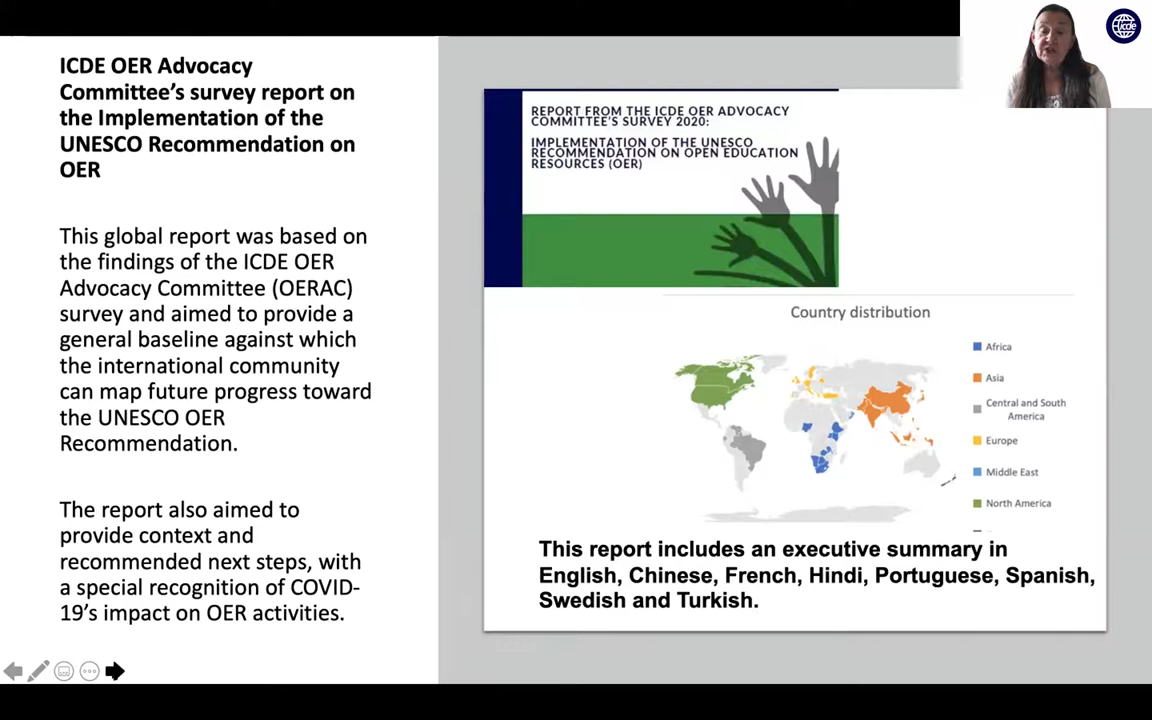 icde
ICDE OER Advocacy
Committee's survey report on
the Implementation of the
UNESCO Recommendation on
OER
This global report was based on
the findings of the ICDE OER
Advocacy Committee (OERAC)
survey and aimed to provide a
general baseline against which
the international community
can map future progress toward
the UNESCO OER
Recommendation.
The report also aimed to
provide context and
recommended next steps, with
a special recognition of COVID-
19's impact on OER activities.
REPORT FROM THE ICDE OER ADVOCACY
COMMITTEE'S SURVEY 2020:
IMPLEMENTATION OF THE UNESCO
RECOMMENDATION ON OPEN EDUCATION
RESOURCES (OER)
Country distribution
Africa
Asia
Central and South
America
Europe
Middle East
North America
This report includes an executive summary in
English, Chinese, French, Hindi, Portuguese, Spanish,
Swedish and Turkish.